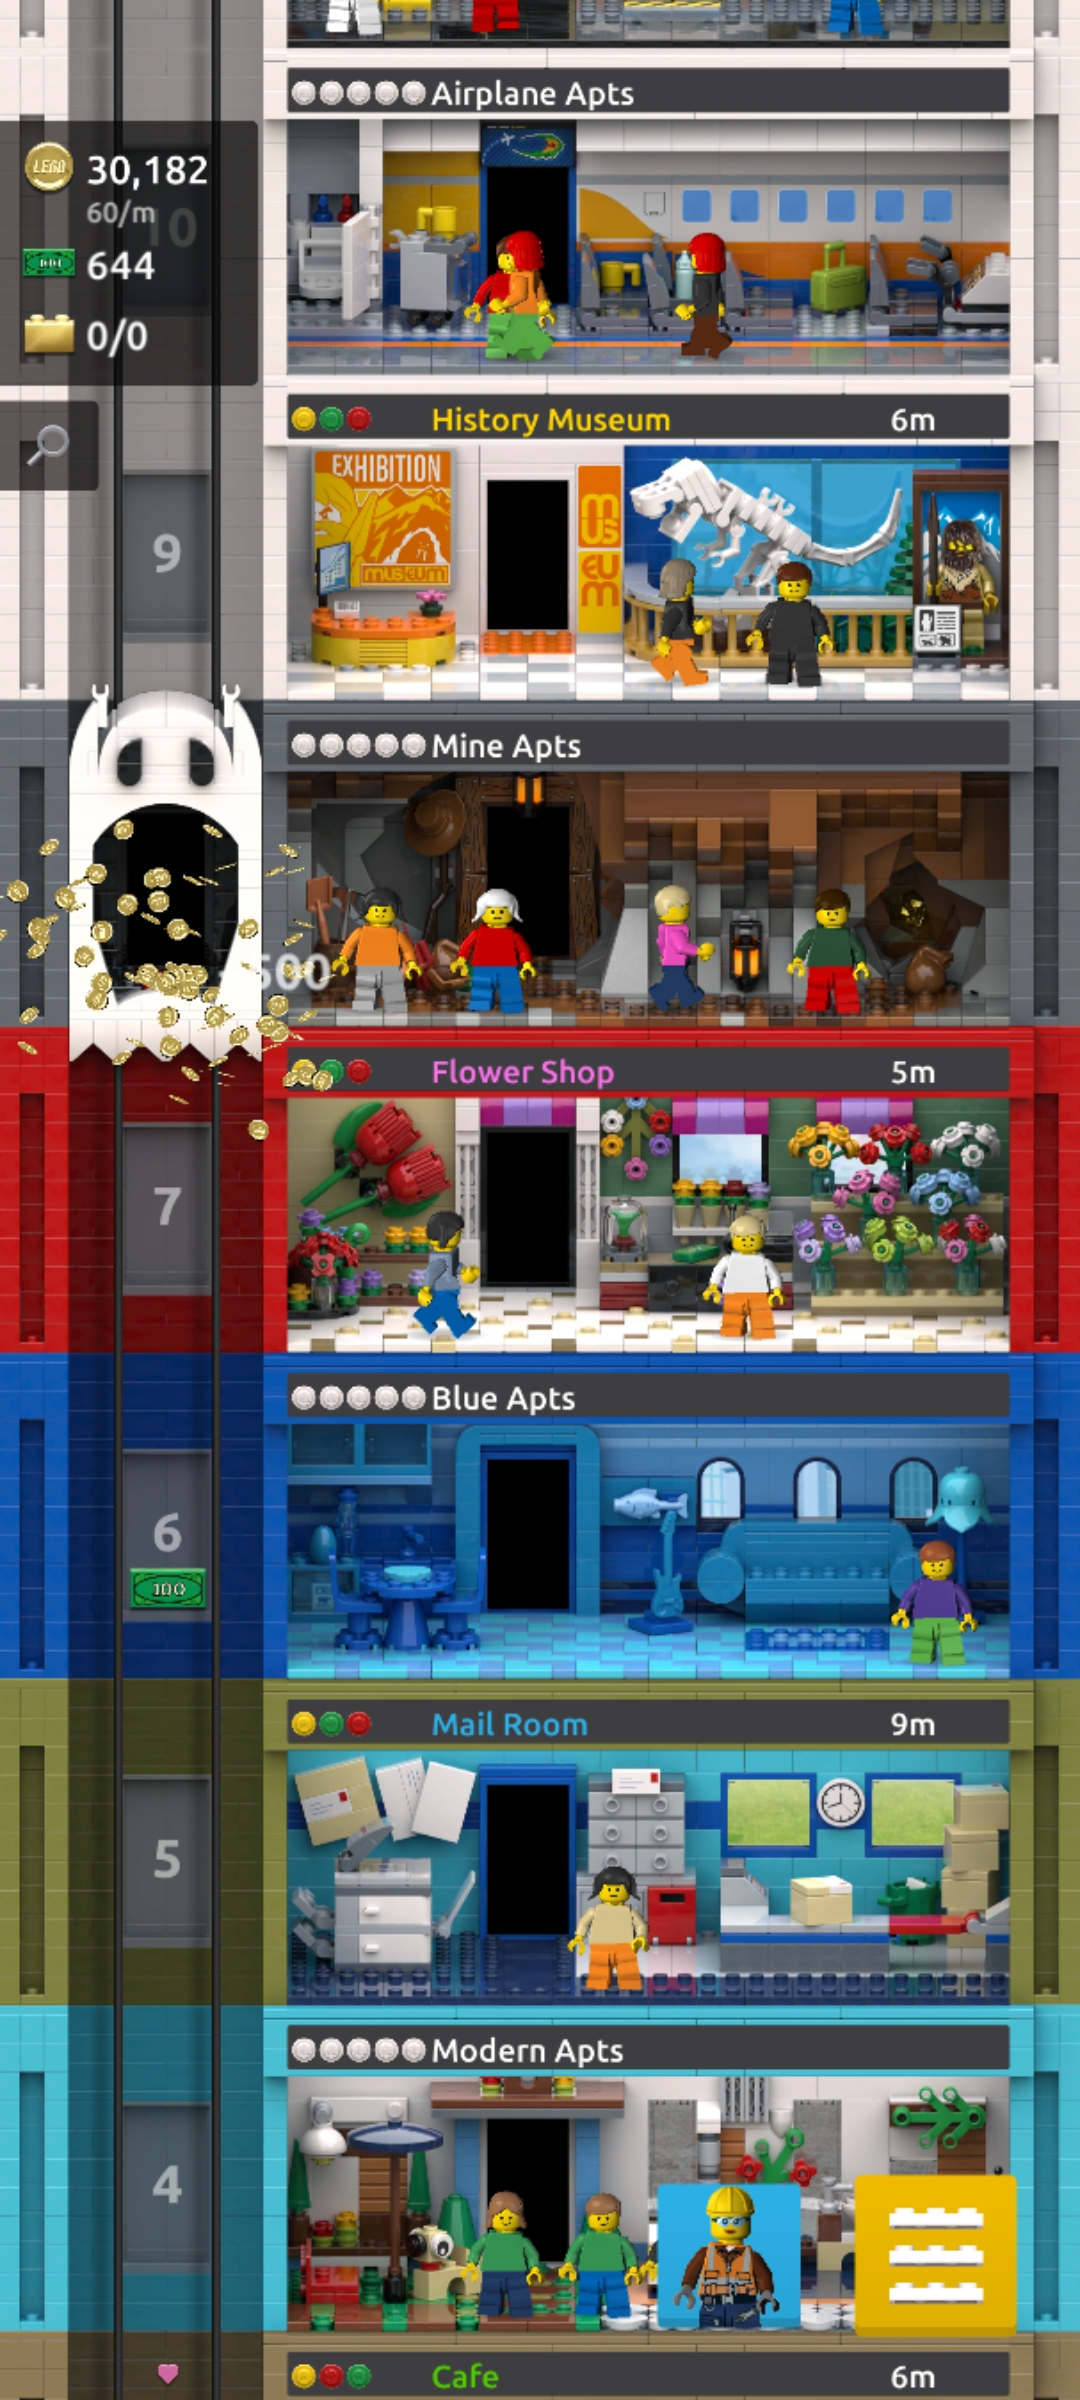 Airplane Apts
LEGO
30,182
60/m
10
644
0/0
History Museum 6m
EXHIBITION
museum
mus
eum
9
Mine Apts
500
Flower Shop 5m
7
Blue Apts
6
100
Mail Room 9m
5
Modern Apts
4
Cafe 6m